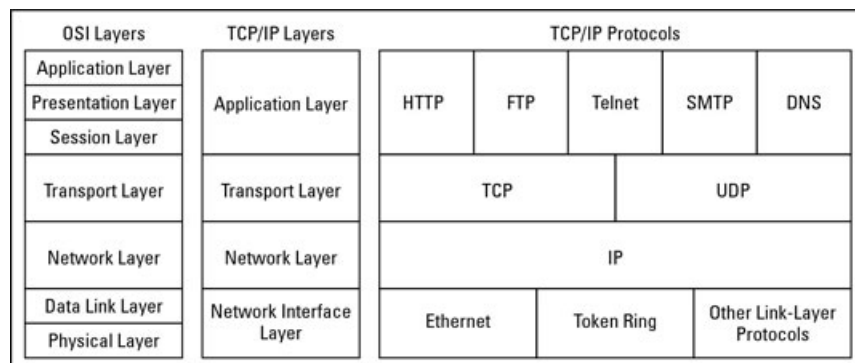 OSI Layers
TCP/IP Layers
TCP/IP Protocols
Application Layer
Presentation Layer
Session Layer
Transport Layer
Network Layer
Data Link Layer
Physical Layer
Application Layer
Transport Layer
Network Layer
Network Interface
Layer
HTTP
FTP
Telnet
SMTP
DNS
TCP
UDP
IP
Ethernet
Token Ring
Other Link-Layer
Protocols